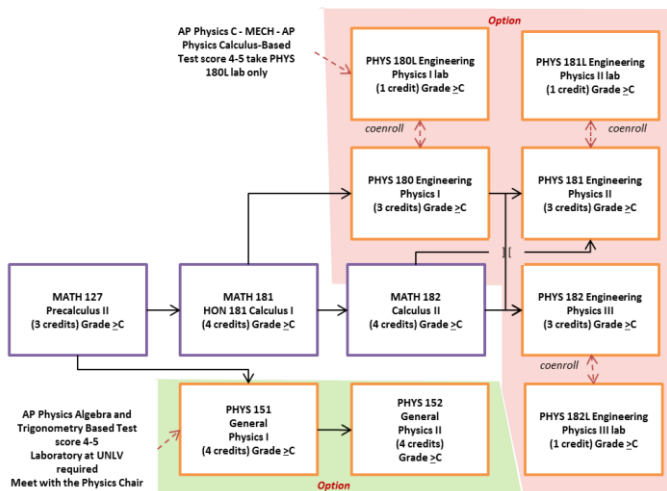 Option
AP Physics C - MECH - AP
Physics Calculus-Based
Test score 4-5 take PHYS
180L lab only
PHYS 180L Engineering
Physics I lab
(1 credit) Grade ≥C
PHYS 181L Engineering
Physics II lab
(1 credit) Grade ≥C
coenroll
coenroll
PHYS 180 Engineering
Physics I
(3 credits) Grade ≥C
PHYS 181 Engineering
Physics II
(3 credits) Grade ≥C
] [
MATH 127
Precalculus II
(3 credits) Grade ≥C
MATH 181
HON 181 Calculus I
(4 credits) Grade ≥C
MATH 182
Calculus II
(4 credits) Grade ≥C
PHYS 182 Engineering
Physics III
(3 credits) Grade ≥C
coenroll
AP Physics Algebra and
Trigonometry Based Test
score 4-5
Laboratory at UNLV
required
Meet with the Physics Chair
PHYS 151
General
Physics I
(4 credits) Grade ≥C
PHYS 152
General
Physics II
(4 credits)
Grade ≥C
PHYS 182L Engineering
Physics III lab
(1 credit) Grade ≥C
Option